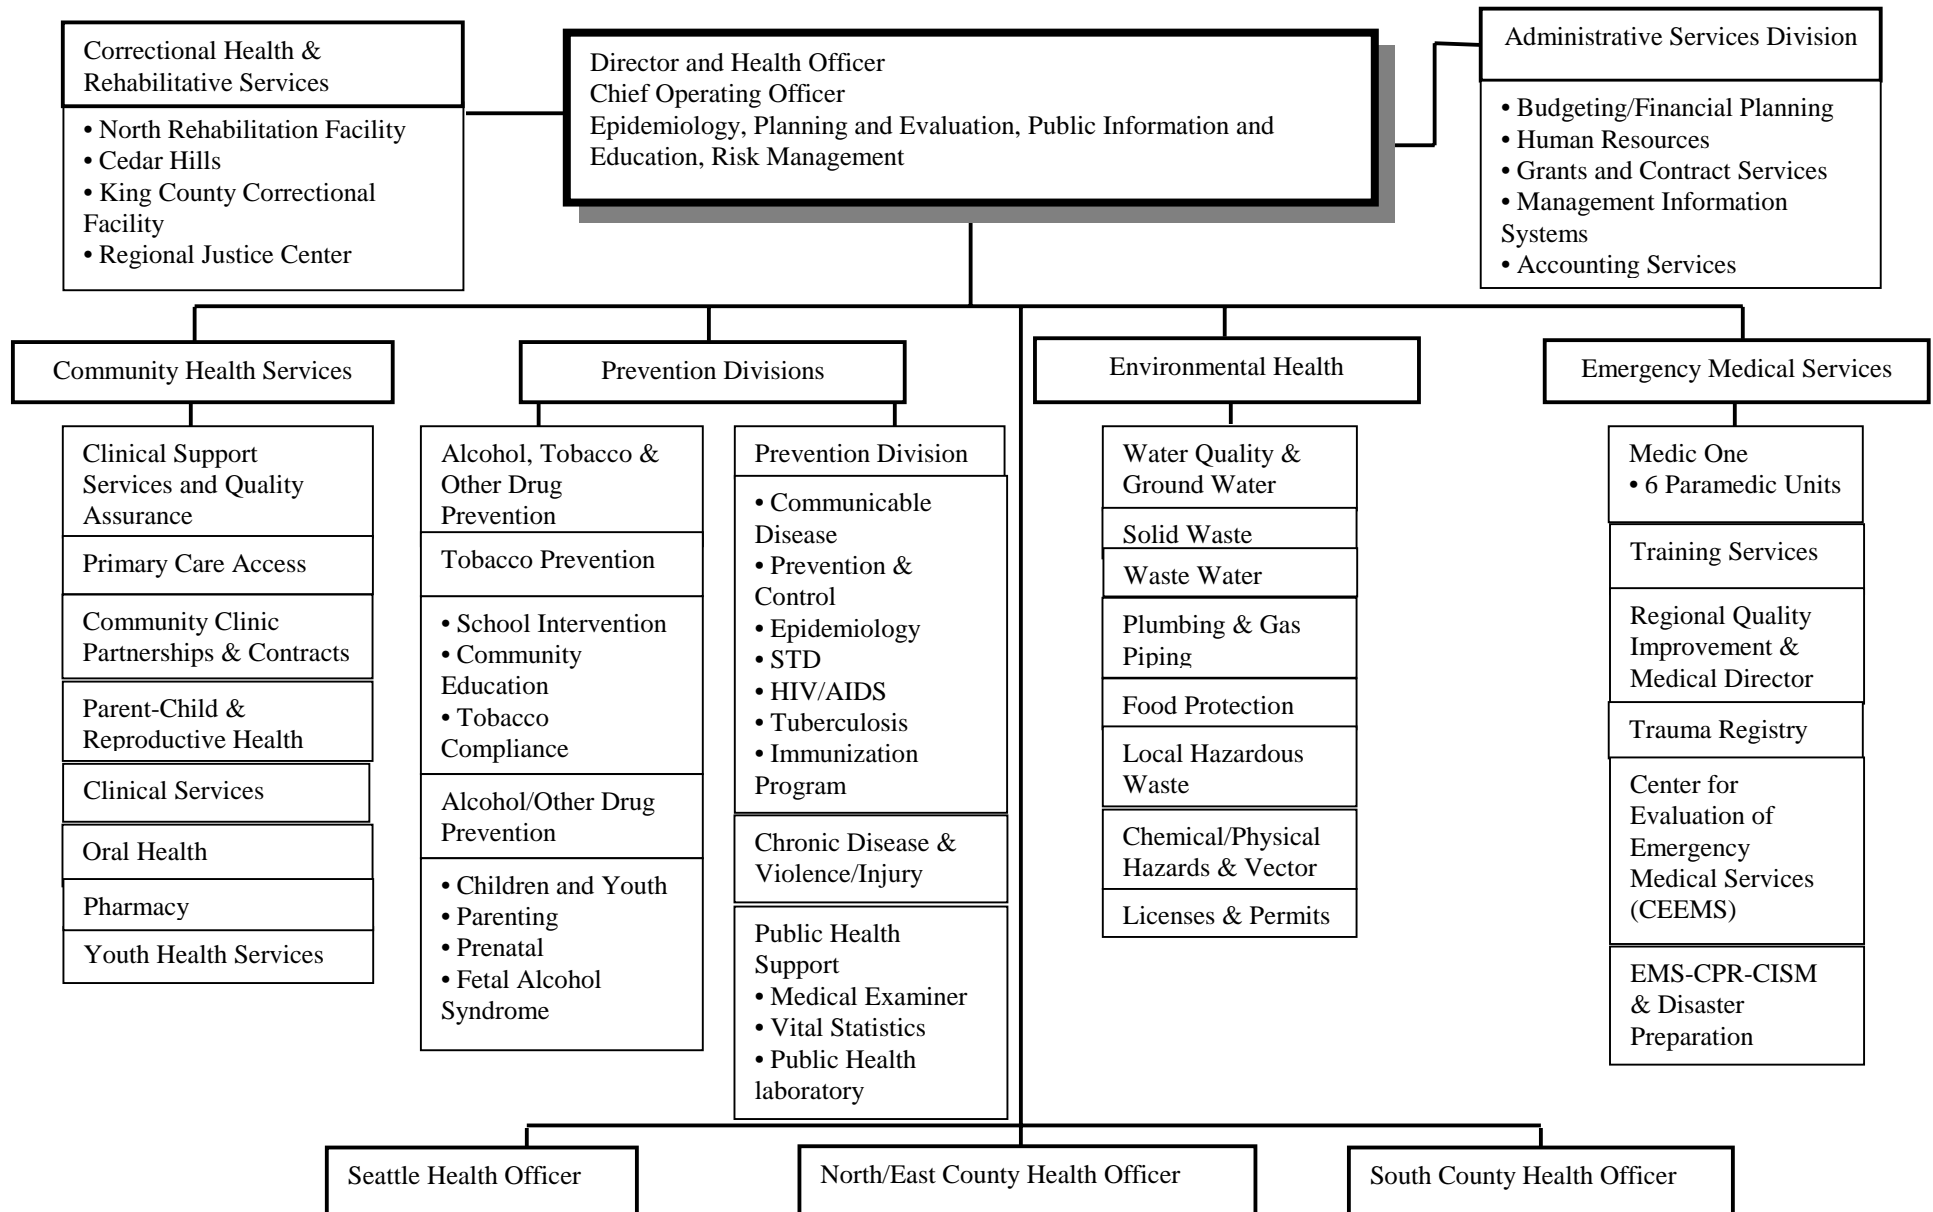 Correctional Health &
Rehabilitative Services
• North Rehabilitation Facility
• Cedar Hills
• King County Correctional
Facility
• Regional Justice Center
Director and Health Officer
Chief Operating Officer
Epidemiology, Planning and Evaluation, Public Information and
Education, Risk Management
Administrative Services Division
• Budgeting/Financial Planning
• Human Resources
• Grants and Contract Services
• Management Information
Systems
• Accounting Services
Community Health Services
Clinical Support
Services and Quality
Assurance
Primary Care Access
Community Clinic
Partnerships & Contracts
Parent-Child &
Reproductive Health
Clinical Services
Oral Health
Pharmacy
Youth Health Services
Prevention Divisions
Alcohol, Tobacco &
Other Drug
Prevention
Tobacco Prevention
• School Intervention
• Community
Education
• Tobacco
Compliance
Alcohol/Other Drug
Prevention
• Children and Youth
• Parenting
• Prenatal
• Fetal Alcohol
Syndrome
Prevention Division
• Communicable
Disease
• Prevention &
Control
• Epidemiology
• STD
• HIV/AIDS
• Tuberculosis
• Immunization
Program
Chronic Disease &
Violence/Injury
Public Health
Support
• Medical Examiner
• Vital Statistics
• Public Health
laboratory
Environmental Health
Water Quality &
Ground Water
Solid Waste
Waste Water
Plumbing & Gas
Piping
Food Protection
Local Hazardous
Waste
Chemical/Physical
Hazards & Vector
Licenses & Permits
Emergency Medical Services
Medic One
• 6 Paramedic Units
Training Services
Regional Quality
Improvement &
Medical Director
Trauma Registry
Center for
Evaluation of
Emergency
Medical Services
(CEEMS)
EMS-CPR-CISM
& Disaster
Preparation
Seattle Health Officer
North/East County Health Officer
South County Health Officer